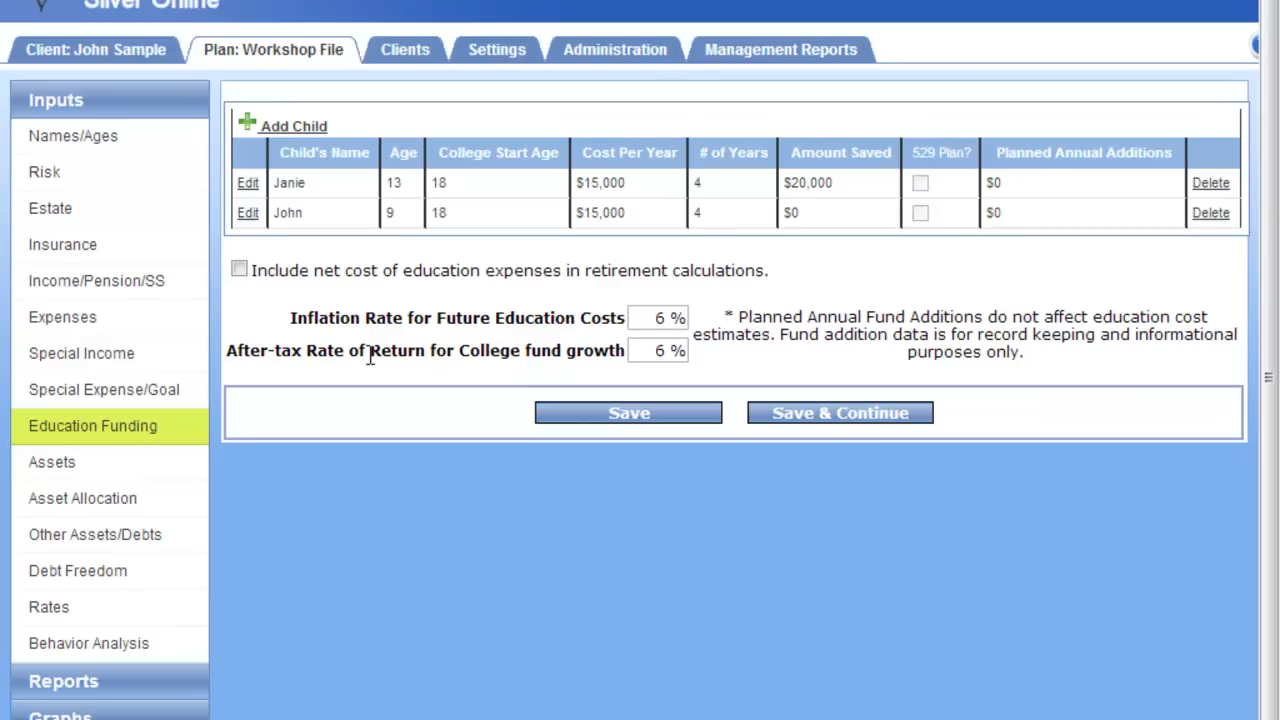 Silver Online
Client: John Sample Plan: Workshop File Clients Settings Administration Management Reports
Inputs
Names/Ages
Risk
Estate
Insurance
Income/Pension/SS
Expenses
Special Income
Special Expense/Goal
Education Funding
Assets
Asset Allocation
Other Assets/Debts
Debt Freedom
Rates
Behavior Analysis
Reports
Graphs
Add Child
Child's Name Age College Start Age Cost Per Year # of Years Amount Saved 529 Plan? Planned Annual Additions
Edit Janie 13 18 $15,000 4 $20,000 $0 Delete
Edit John 9 18 $15,000 4 $0 $0 Delete
Include net cost of education expenses in retirement calculations.
Inflation Rate for Future Education Costs 6 %
After-tax Rate of Return for College fund growth 6 %
* Planned Annual Fund Additions do not affect education cost
estimates. Fund addition data is for record keeping and informational
purposes only.
Save Save & Continue